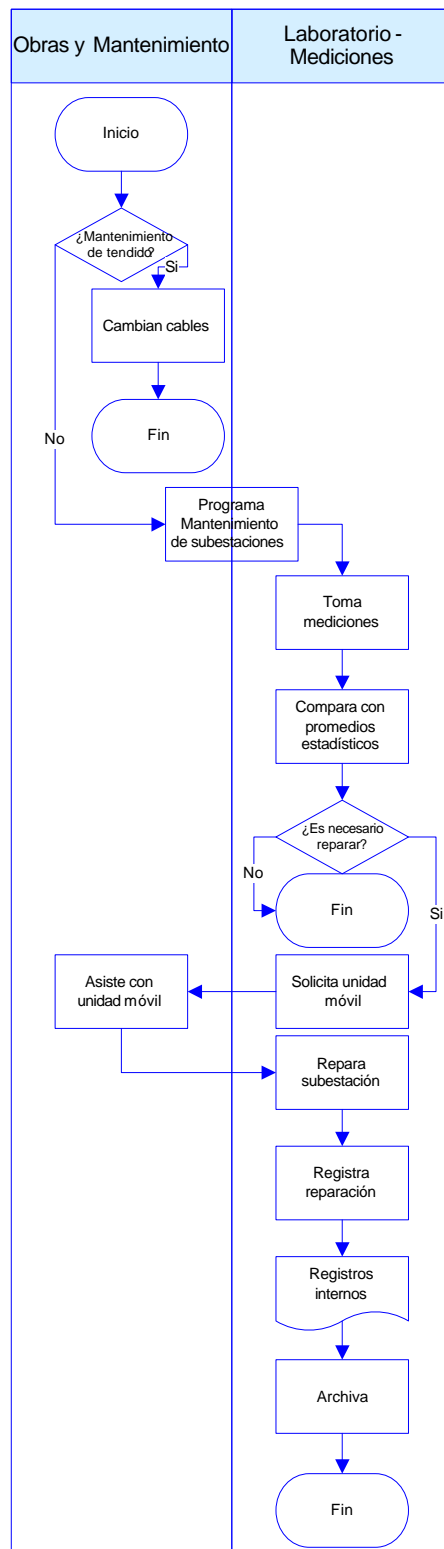 Obras y Mantenimiento
Laboratorio -
Mediciones
Inicio
¿Mantenimiento
de tendido?
Si
Cambian cables
Fin
No
Programa
Mantenimiento
de subestaciones
Toma
mediciones
Compara con
promedios
estadísticos
¿Es necesario
reparar?
No
Fin
Si
Solicita unidad
móvil
Asiste con
unidad móvil
Repara
subestación
Registra
reparación
Registros
internos
Archiva
Fin